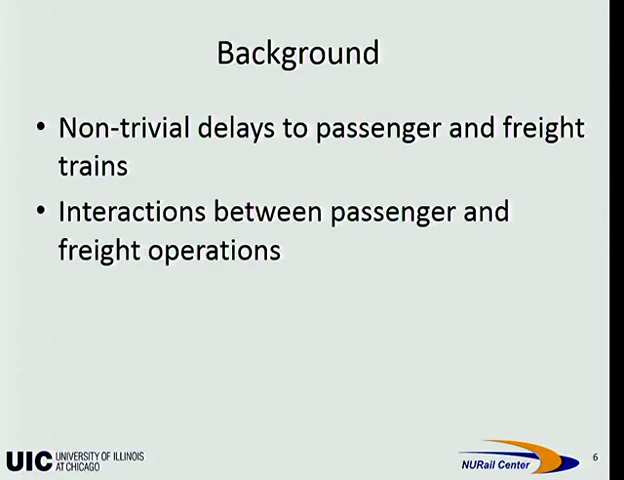 Background
• Non-trivial delays to passenger and freight
trains
• Interactions between passenger and
freight operations
UIC UNIVERSITY OF ILLINOIS
AT CHICAGO
NURail Center
6